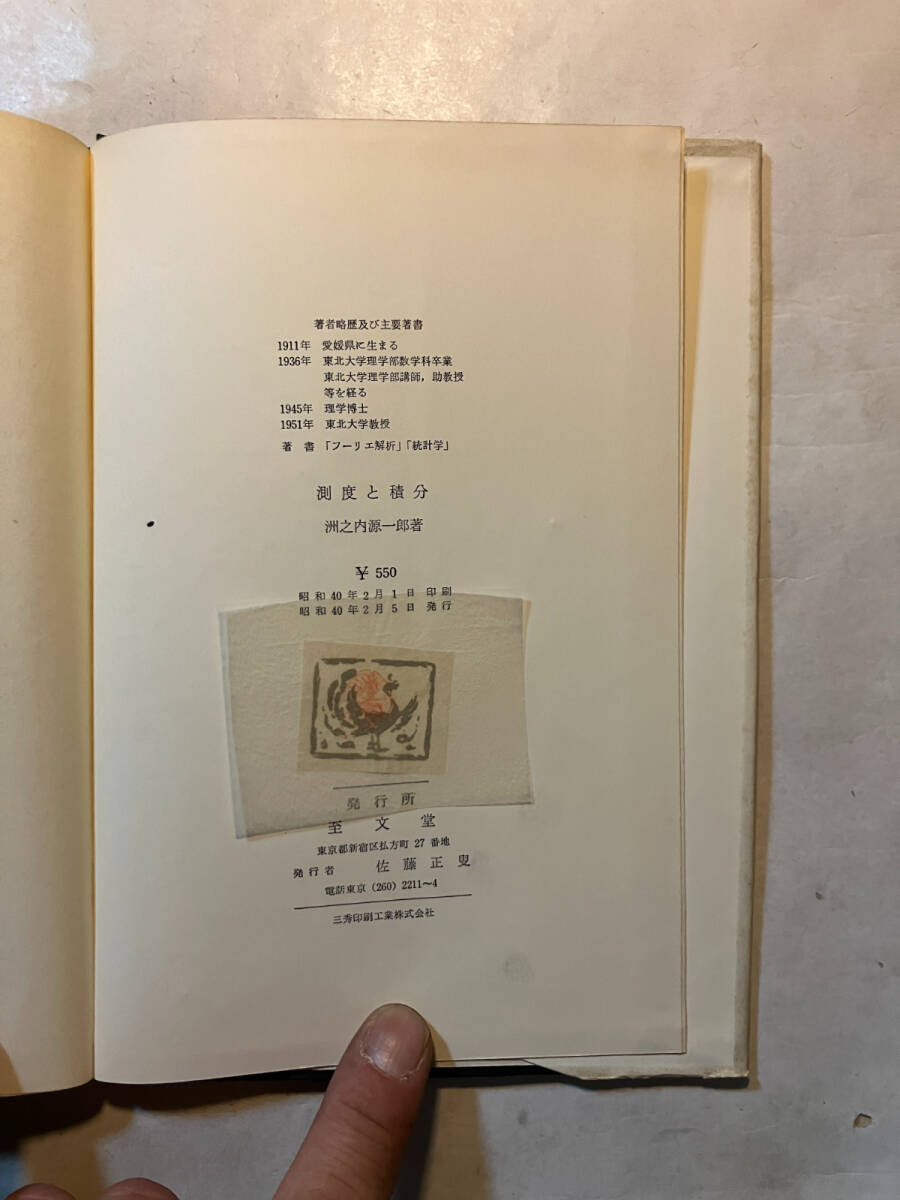 著者略歴及び主要著書
1911年 愛媛県に生まる
1936年 東北大学理学部数学科卒業
東北大学理学部講師，助教授
等を経る
1945年 理学博士
1951年 東北大学教授
著書 「フーリエ解析」「統計学」
測度と積分
洲之内源一郎著
￥550
昭和40年2月1日 印刷
昭和40年2月5日 発行
発行所
至文堂
東京都新宿区払方町27番地
発行者 佐藤正叟
電話東京 (260) 2211〜4
三秀印刷工業株式会社